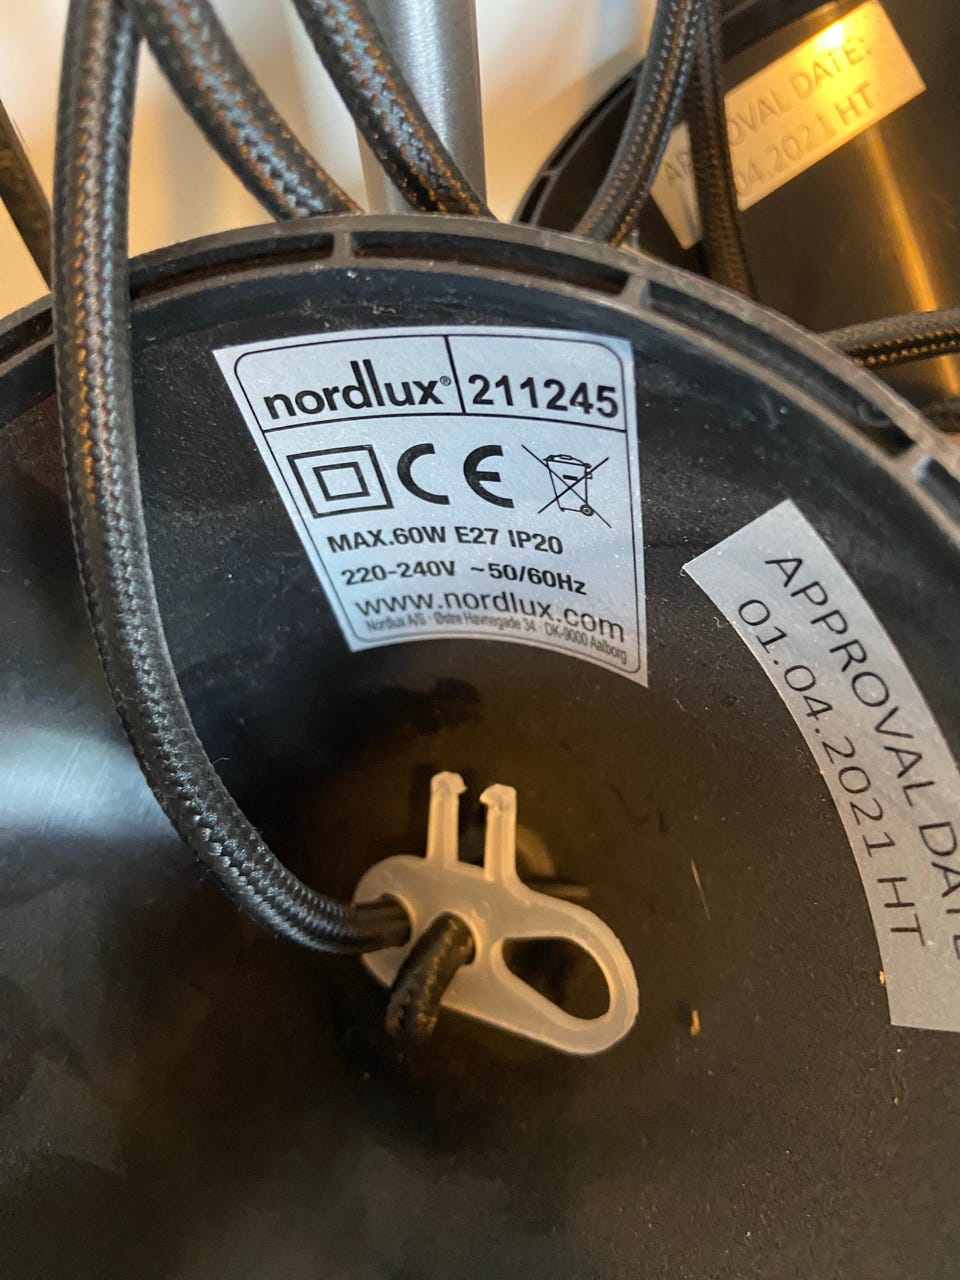 nordlux® 211245
CE
MAX.60W E27 IP20
220-240V ~50/60Hz
www.nordlux.com
Nordlux A/S · Østre Havnegade 34 · DK-9000 Aalborg
APPROVAL DATE
01.04.2021 HT
APPROVAL DATE:
04.2021 HT